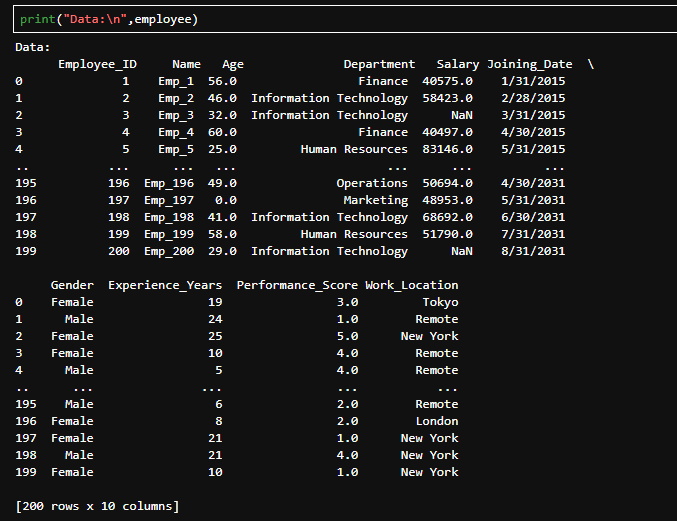 print("Data:\n",employee)
Data:
      Employee_ID     Name   Age              Department   Salary Joining_Date  \
0              1    Emp_1  56.0                 Finance  40575.0    1/31/2015
1              2    Emp_2  46.0  Information Technology  58423.0    2/28/2015
2              3    Emp_3  32.0  Information Technology      NaN    3/31/2015
3              4    Emp_4  60.0                 Finance  40497.0    4/30/2015
4              5    Emp_5  25.0         Human Resources  83146.0    5/31/2015
..           ...      ...   ...                     ...      ...          ...
195          196  Emp_196  49.0              Operations  50694.0    4/30/2031
196          197  Emp_197   0.0               Marketing  48953.0    5/31/2031
197          198  Emp_198  41.0  Information Technology  68692.0    6/30/2031
198          199  Emp_199  58.0         Human Resources  51790.0    7/31/2031
199          200  Emp_200  29.0  Information Technology      NaN    8/31/2031
     Gender  Experience_Years  Performance_Score Work_Location
0    Female                19                3.0         Tokyo
1      Male                24                1.0        Remote
2    Female                25                5.0      New York
3    Female                10                4.0        Remote
4      Male                 5                4.0        Remote
..      ...               ...                ...           ...
195    Male                 6                2.0        Remote
196  Female                 8                2.0        London
197  Female                21                1.0      New York
198    Male                21                4.0      New York
199  Female                10                1.0      New York
[200 rows x 10 columns]